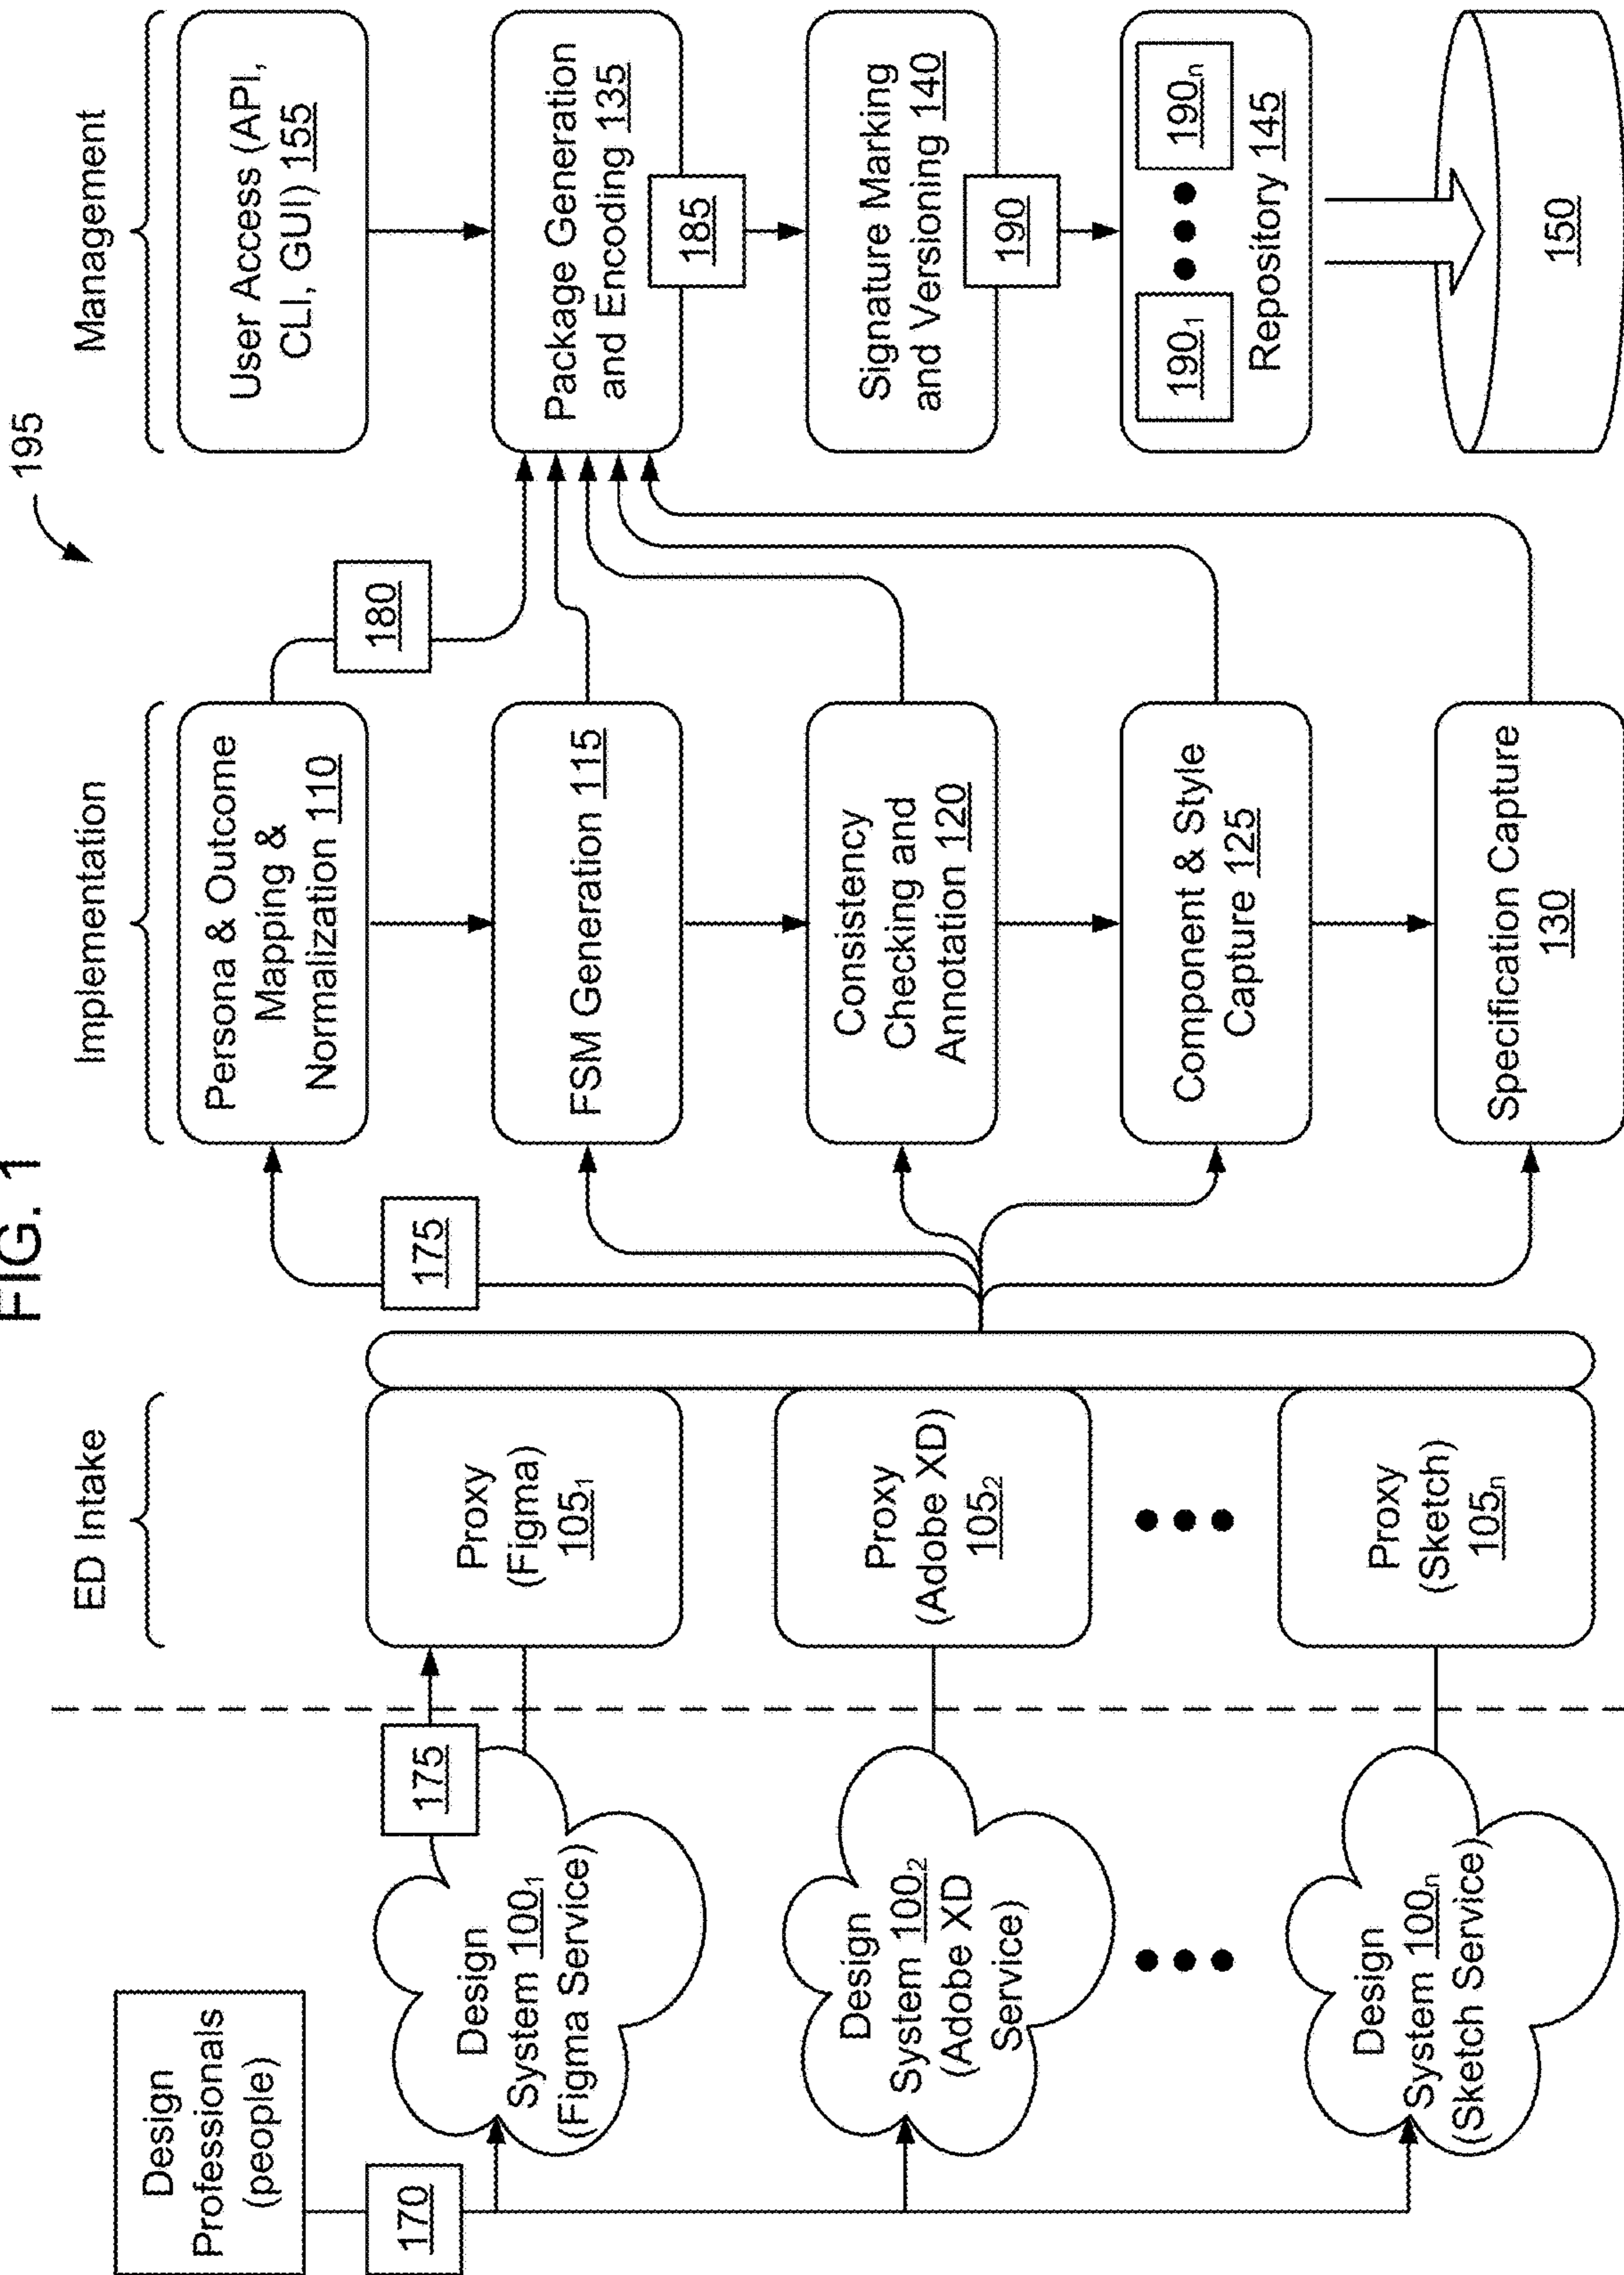 FIG. 1
195
ED Intake
Implementation
Management
Design
Professionals
(people)
170
Design
System 100₁
(Figma Service)
175
Design
System 100₂
(Adobe XD
Service)
Design
System 100ₙ
(Sketch Service)
Proxy
(Figma)
105₁
Proxy
(Adobe XD)
105₂
Proxy
(Sketch)
105ₙ
175
Persona & Outcome
Mapping &
Normalization 110
180
FSM Generation 115
Consistency
Checking and
Annotation 120
Component & Style
Capture 125
Specification Capture
130
User Access (API,
CLI, GUI) 155
Package Generation
and Encoding 135
185
Signature Marking
and Versioning 140
190
190₁
190ₙ
Repository 145
150